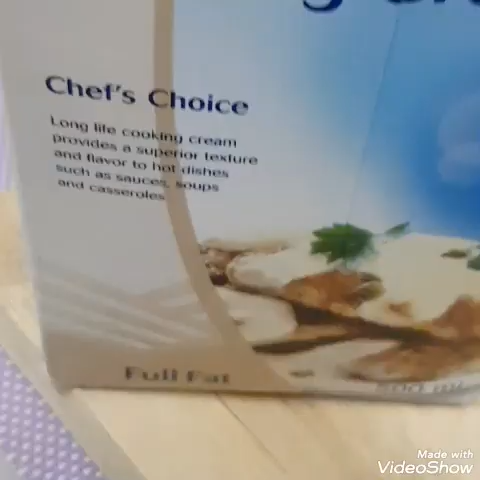 Chef's Choice
Long life cooking cream
provides a superior texture
and flavor to hot dishes
such as sauces, soups
and casseroles
Full Fat
Made with
VideoShow